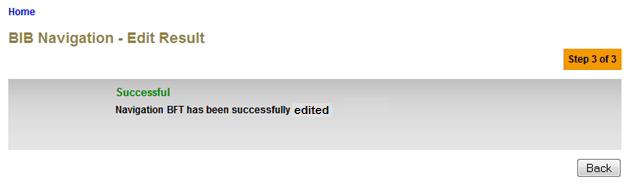 Home
BIB Navigation - Edit Result
Step 3 of 3
Successful
Navigation BFT has been successfully edited
Back